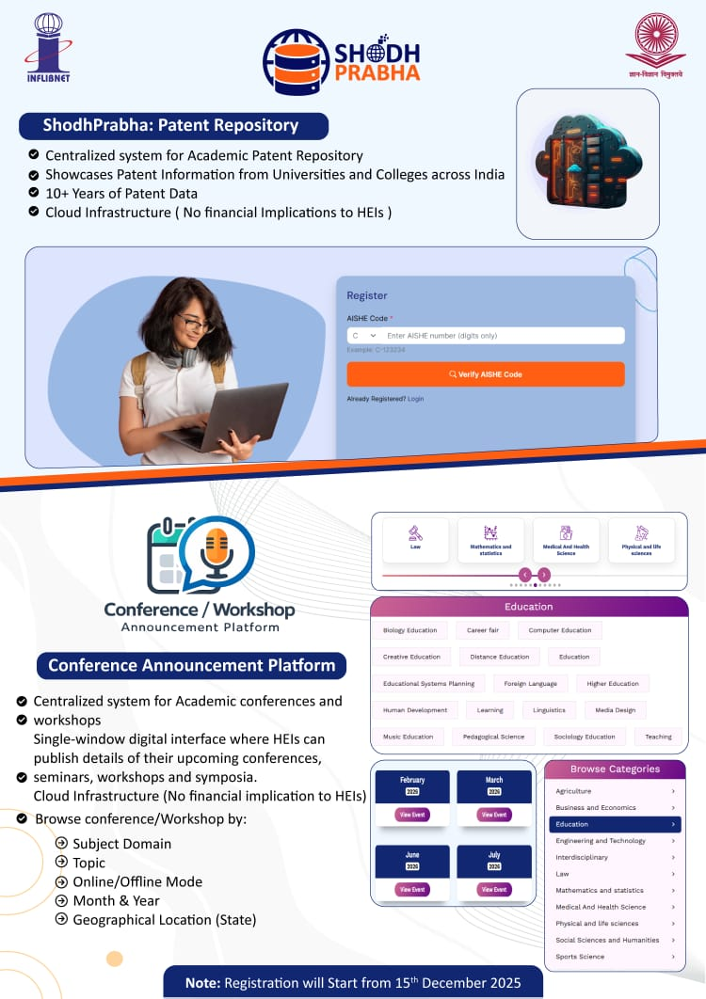 INFLIBNET
SHODH
PRABHA
ज्ञान-विज्ञान विमुक्तये
ShodhPrabha: Patent Repository
Centralized system for Academic Patent Repository
Showcases Patent Information from Universities and Colleges across India
10+ Years of Patent Data
Cloud Infrastructure ( No financial Implications to HEIs )
Register
AISHE Code *
C Enter AISHE number (digits only)
Example: C-123234
Verify AISHE Code
Already Registered? Login
Conference / Workshop
Announcement Platform
Conference Announcement Platform
Centralized system for Academic conferences and
workshops
Single-window digital interface where HEIs can
publish details of their upcoming conferences,
seminars, workshops and symposia.
Cloud Infrastructure (No financial implication to HEIs)
Browse conference/Workshop by:
Subject Domain
Topic
Online/Offline Mode
Month & Year
Geographical Location (State)
Law
Mathematics and
statistics
Medical And Health
Science
Physical and life
sciences
Education
Biology Education Career fair Computer Education
Creative Education Distance Education Education
Educational Systems Planning Foreign Language Higher Education
Human Development Learning Linguistics Media Design
Music Education Pedagogical Science Sociology Education Teaching
February
2026
View Event
March
2026
View Event
June
2026
View Event
July
2026
View Event
Browse Categories
Agriculture
Business and Economics
Education
Engineering and Technology
Interdisciplinary
Law
Mathematics and statistics
Medical And Health Science
Physical and life sciences
Social Sciences and Humanities
Sports Science
Note: Registration will Start from 15th December 2025